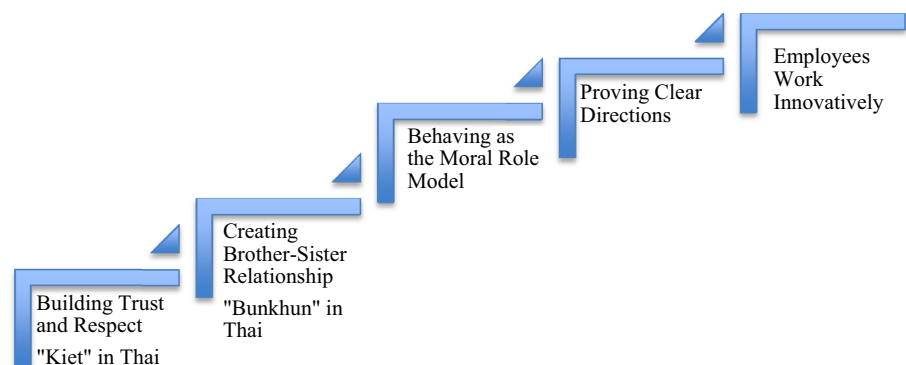 Building Trust
and Respect
"Kiet" in Thai
Creating
Brother-Sister
Relationship
"Bunkhun" in
Thai
Behaving as
the Moral Role
Model
Proving Clear
Directions
Employees
Work
Innovatively